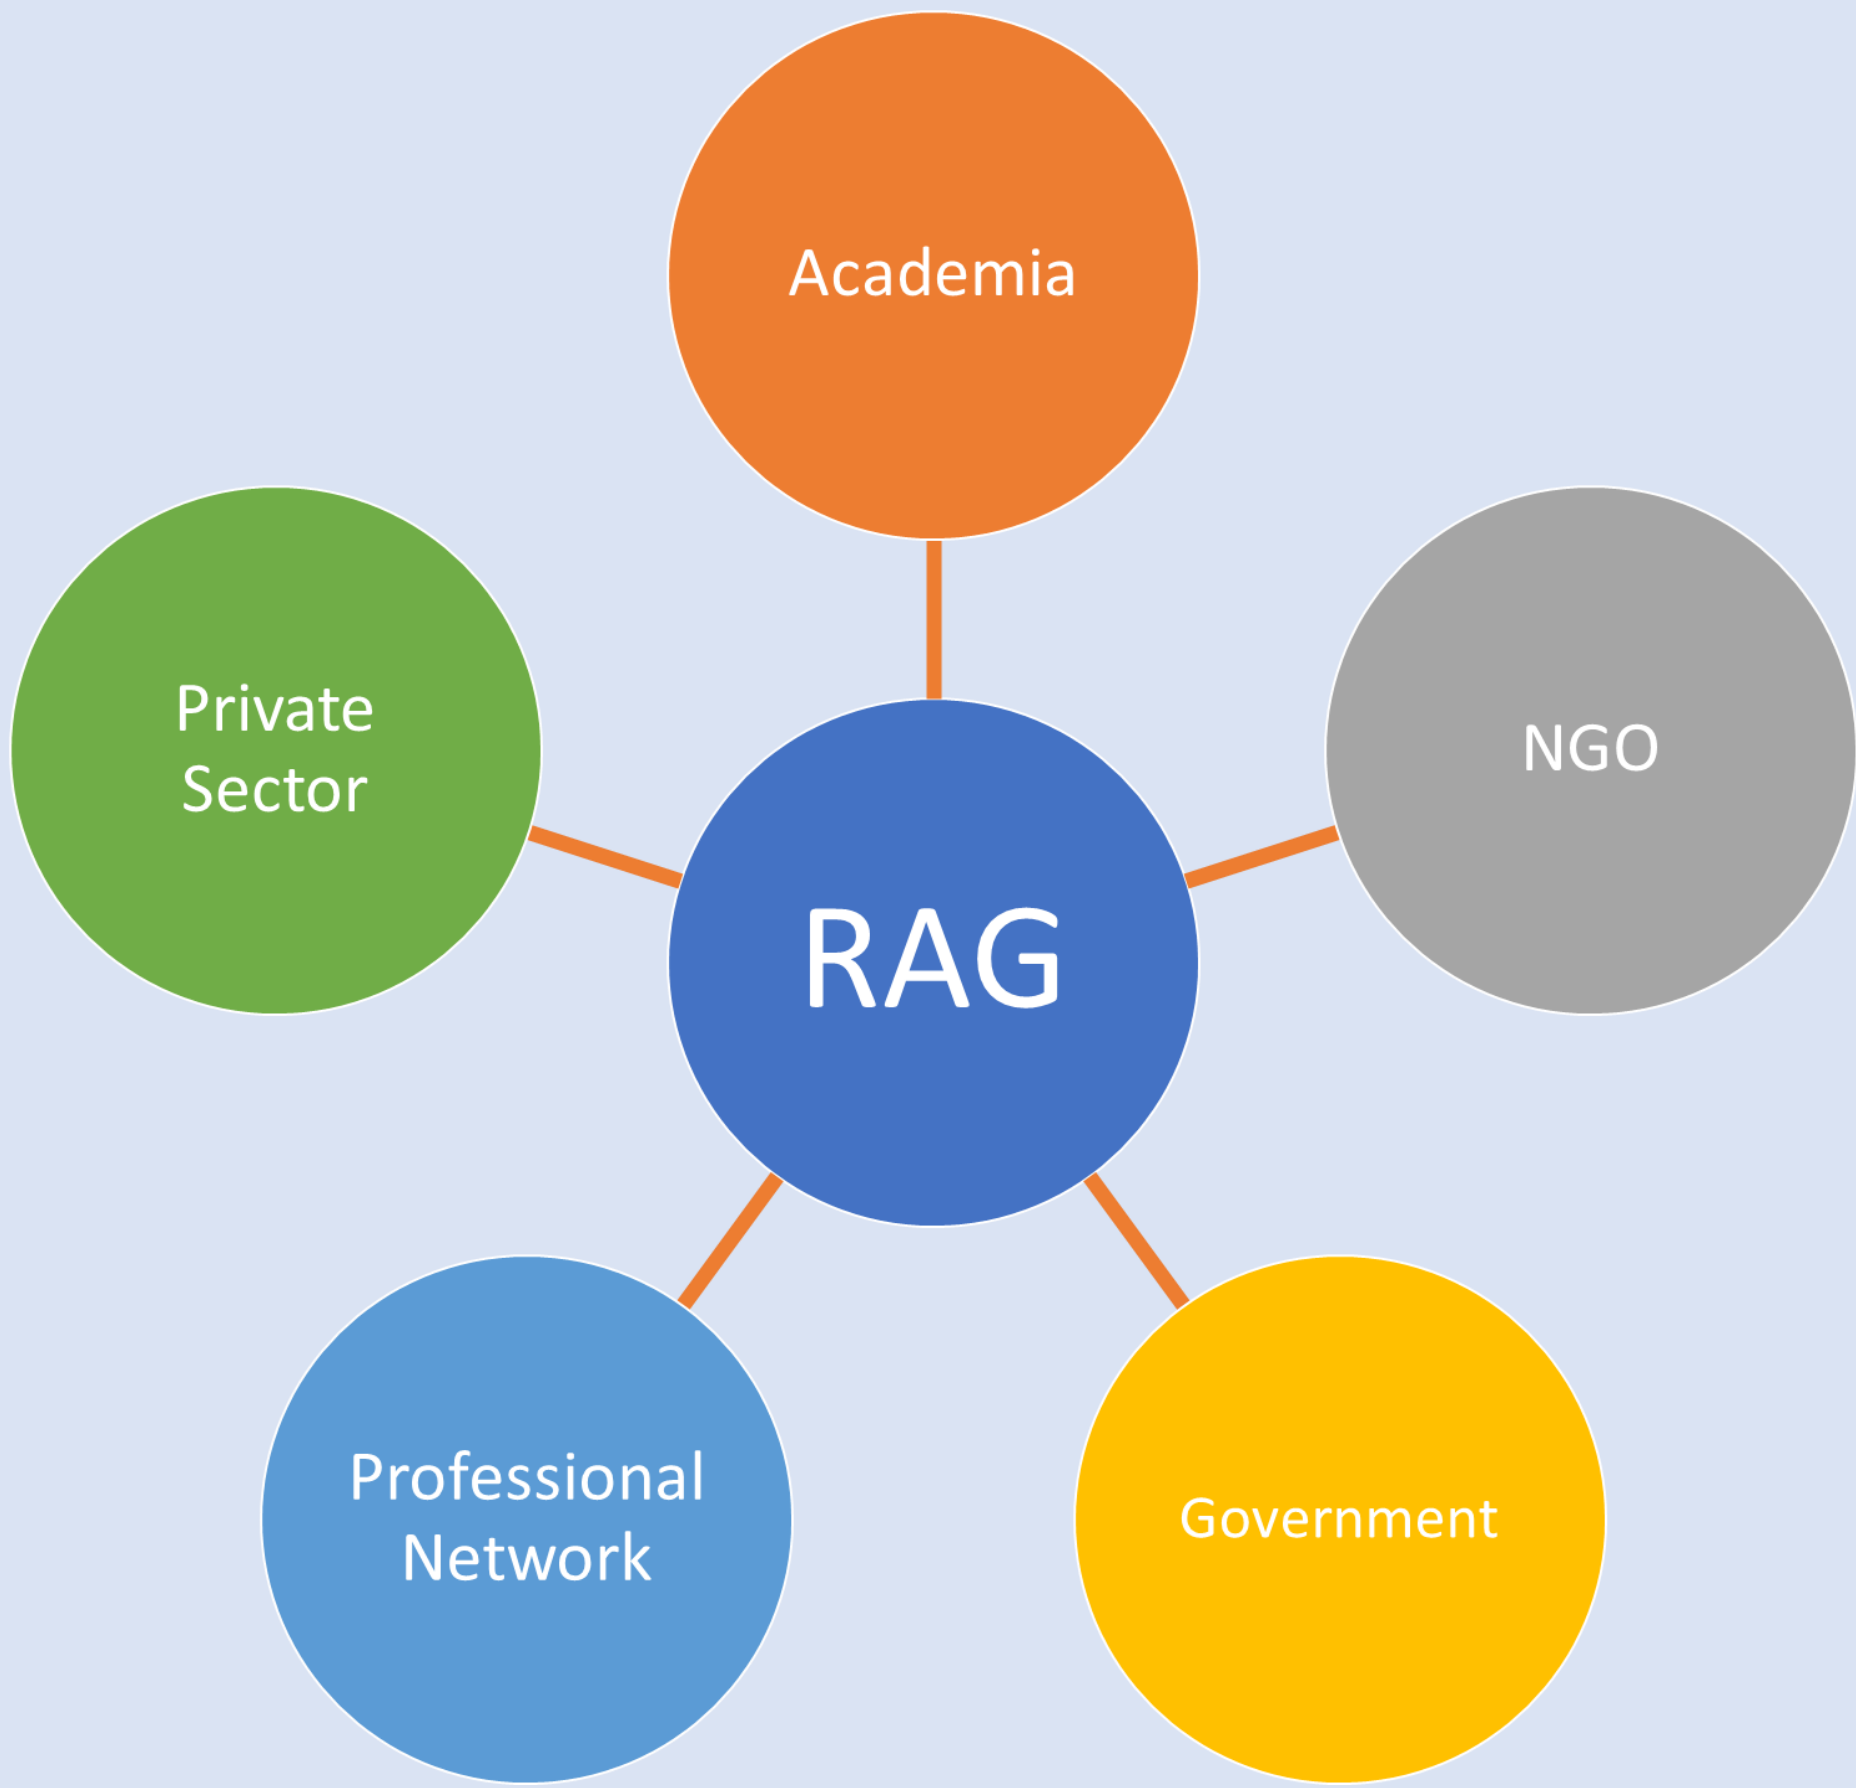 Academia
Private
Sector
NGO
RAG
Professional
Network
Government